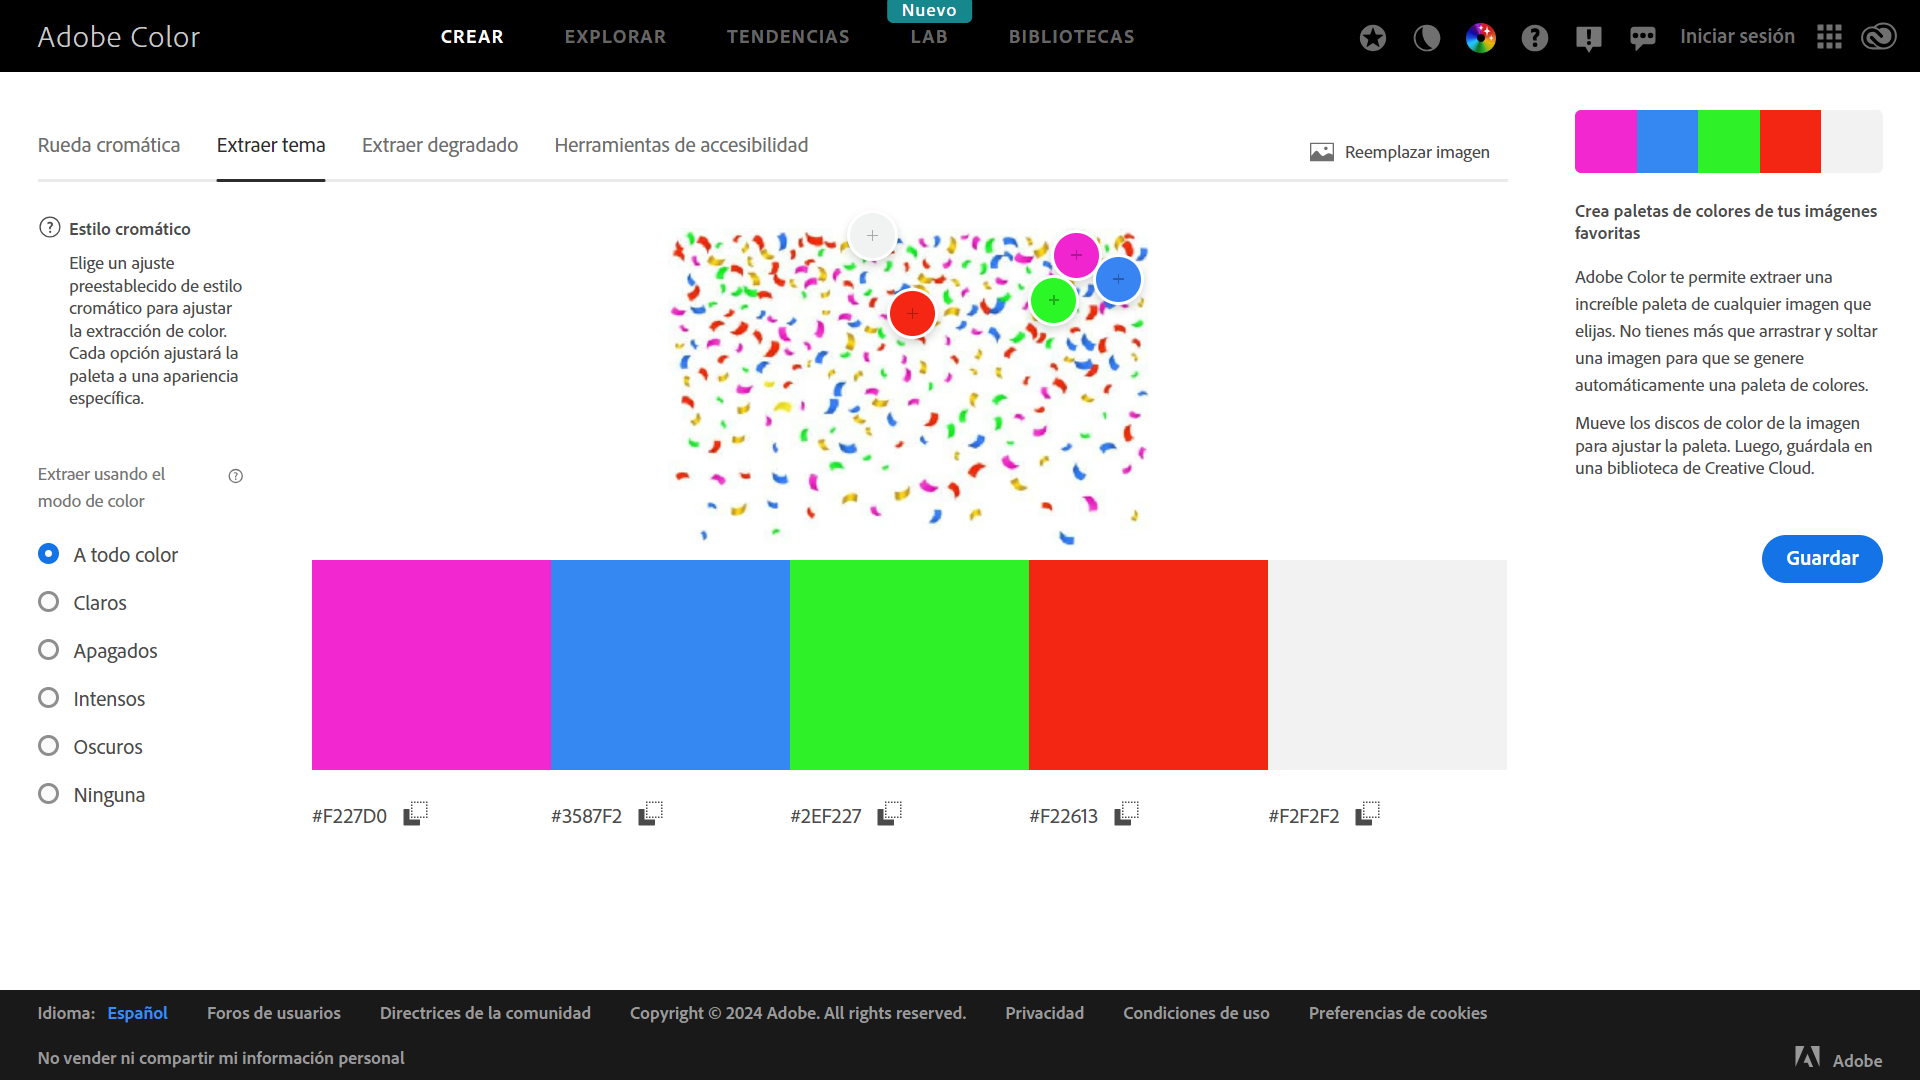 Nuevo
Adobe Color
CREAR
EXPLORAR
TENDENCIAS
LAB
BIBLIOTECAS
Iniciar sesión
Rueda cromática
Extraer tema
Extraer degradado
Herramientas de accesibilidad
Reemplazar imagen
Estilo cromático
Elige un ajuste
preestablecido de estilo
cromático para ajustar
la extracción de color.
Cada opción ajustará la
paleta a una apariencia
específica.
Extraer usando el
modo de color
A todo color
Claros
Apagados
Intensos
Oscuros
Ninguna
#F227D0
#3587F2
#2EF227
#F22613
#F2F2F2
Crea paletas de colores de tus imágenes
favoritas
Adobe Color te permite extraer una
increíble paleta de cualquier imagen que
elijas. No tienes más que arrastrar y soltar
una imagen para que se genere
automáticamente una paleta de colores.
Mueve los discos de color de la imagen
para ajustar la paleta. Luego, guárdala en
una biblioteca de Creative Cloud.
Guardar
Idioma: Español
Foros de usuarios
Directrices de la comunidad
Copyright © 2024 Adobe. All rights reserved.
Privacidad
Condiciones de uso
Preferencias de cookies
No vender ni compartir mi información personal
Adobe